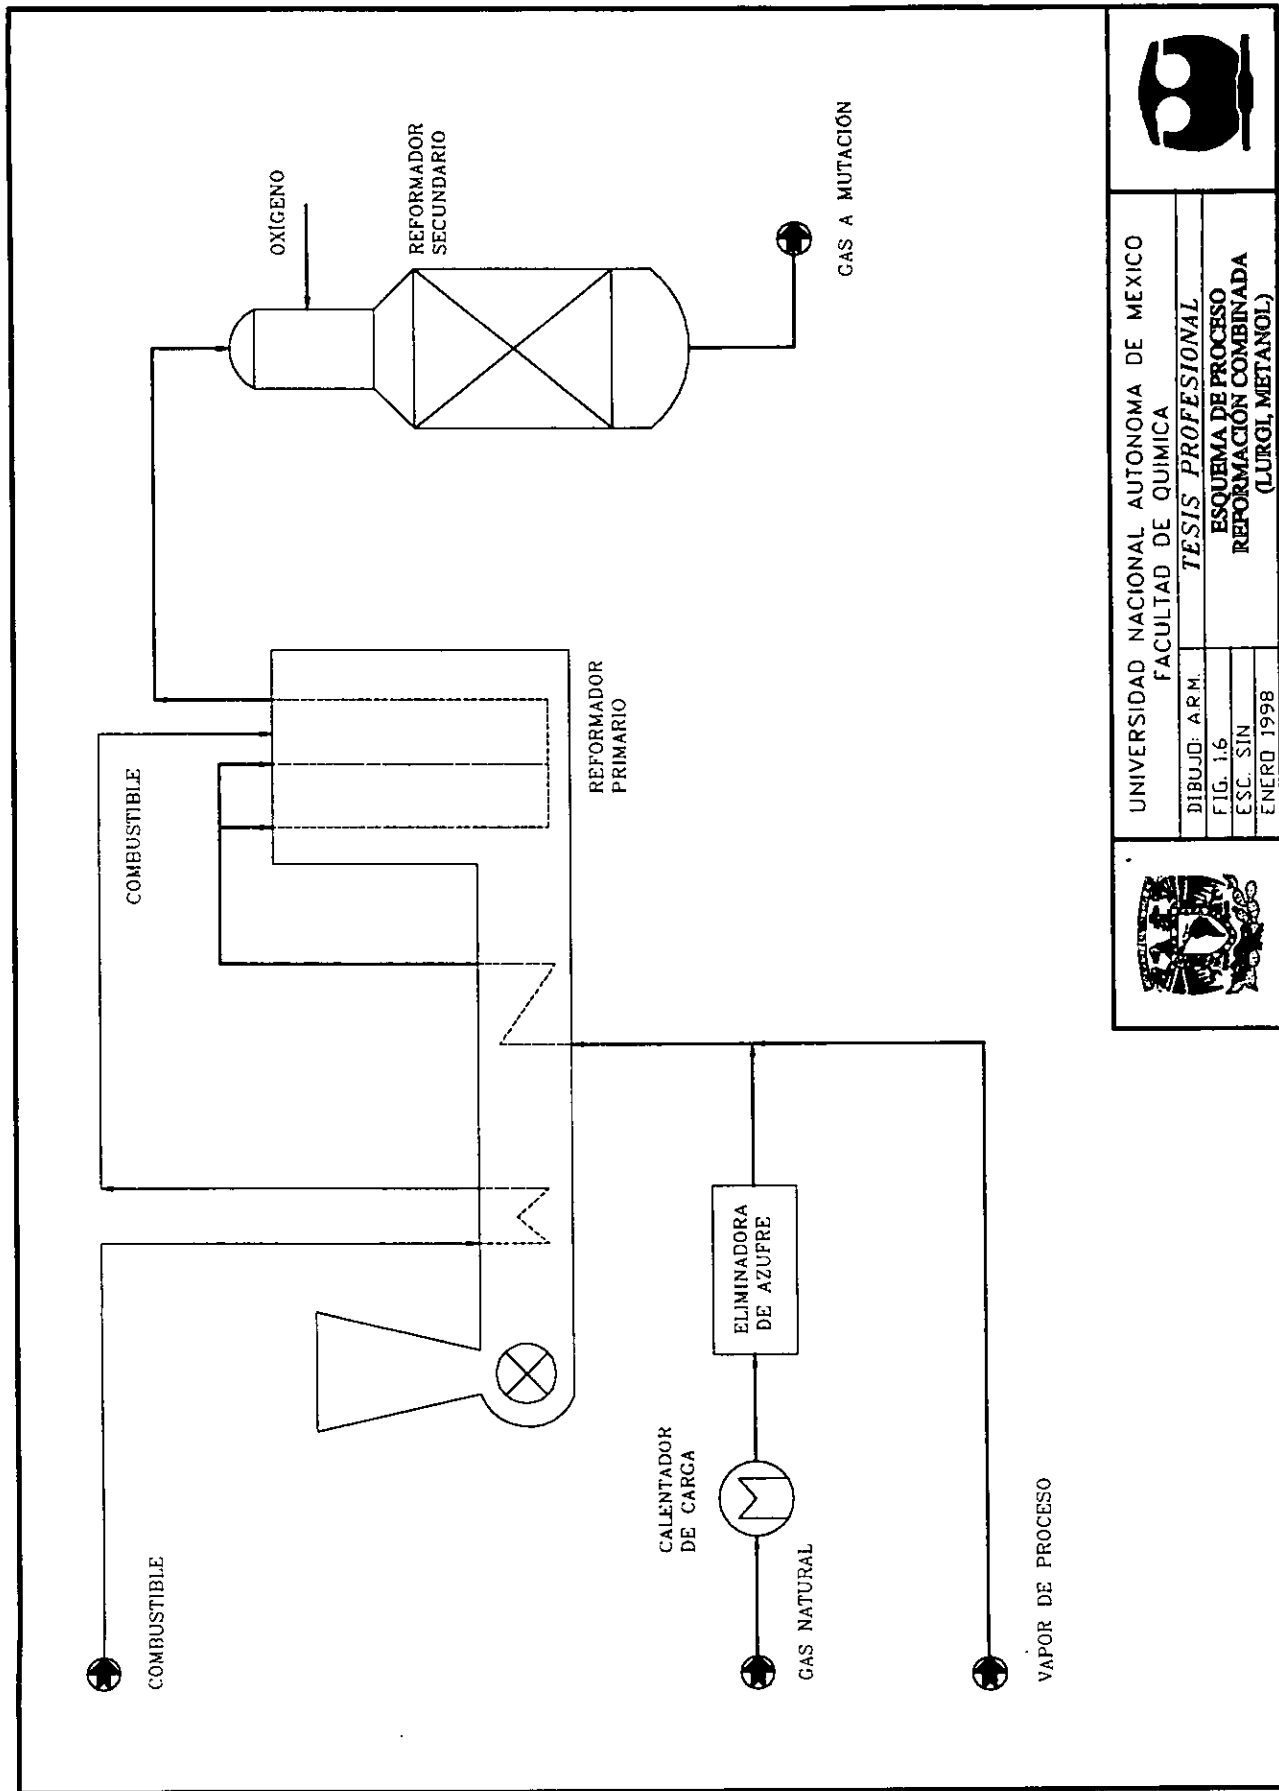 COMBUSTIBLE
COMBUSTIBLE
OXÍGENO
REFORMADOR
SECUNDARIO
REFORMADOR
PRIMARIO
GAS A MUTACIÓN
CALENTADOR
DE CARGA
ELIMINADORA
DE AZUFRE
GAS NATURAL
VAPOR DE PROCESO
UNIVERSIDAD NACIONAL AUTONOMA DE MEXICO
FACULTAD DE QUIMICA
DIBUJO: A.R.M.
TESIS PROFESIONAL
FIG. 1.6
ESC. SIN
ENERO 1998
ESQUEMA DE PROCESO
REFORMACIÓN COMBINADA
(LURGI, METANOL)